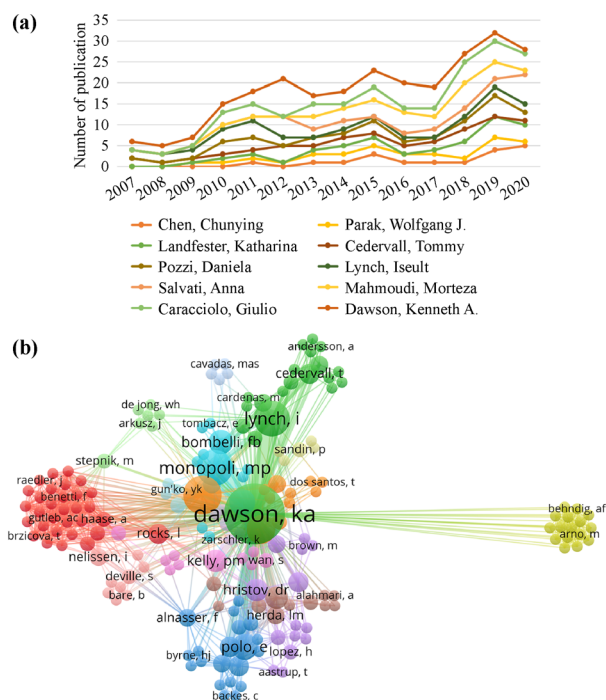 (a)
Number of publication
35
30
25
20
15
10
5
0
2007 2008 2009 2010 2011 2012 2013 2014 2015 2016 2017 2018 2019 2020
Chen, Chunying Parak, Wolfgang J.
Landfester, Katharina Cedervall, Tommy
Pozzi, Daniela Lynch, Iseult
Salvati, Anna Mahmoudi, Morteza
Caracciolo, Giulio Dawson, Kenneth A.
(b)
andersson, a
cavadas, mas
cedervall, t
cardenas, m
de jong, wh
arkusz, j
tombacz, e
lynch, i
bombelli, fb
sandin, p
stepnik, m
monopoli, mp
raedler, j
gun'ko, yk
dos santos, t
benetti, f
behndig, af
gutleb, ac haase, a
dawson, ka
brzicova, t
rocks, l
zarschler, k
arno, m
brown, m
nelissen, i
kelly, pm wan, s
deville, s
hristov, dr
bare, b
alahmari, a
alnasser, f
herda, lm
polo, e
byrne, hj
lopez, h
aastrup, t
backes, c